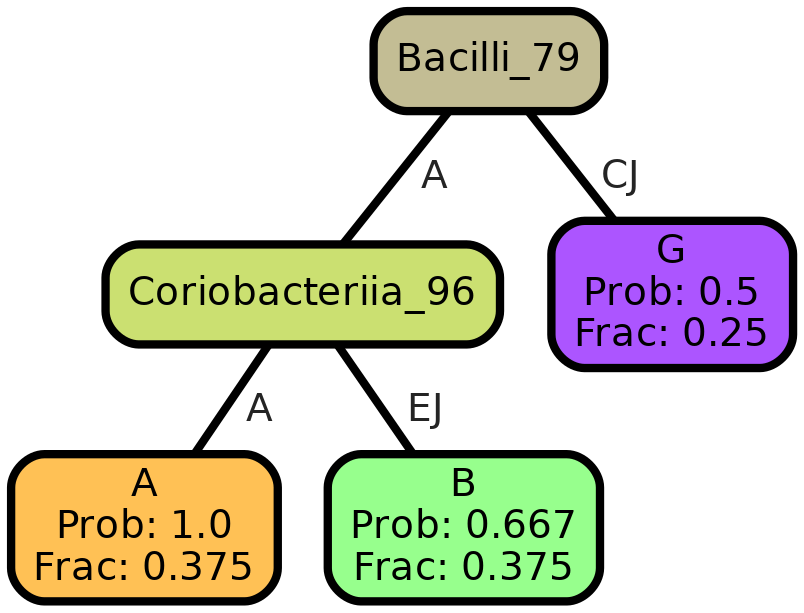 Bacilli_79
A
CJ
Coriobacteriia_96
G
Prob: 0.5
Frac: 0.25
A
EJ
A
Prob: 1.0
Frac: 0.375
B
Prob: 0.667
Frac: 0.375